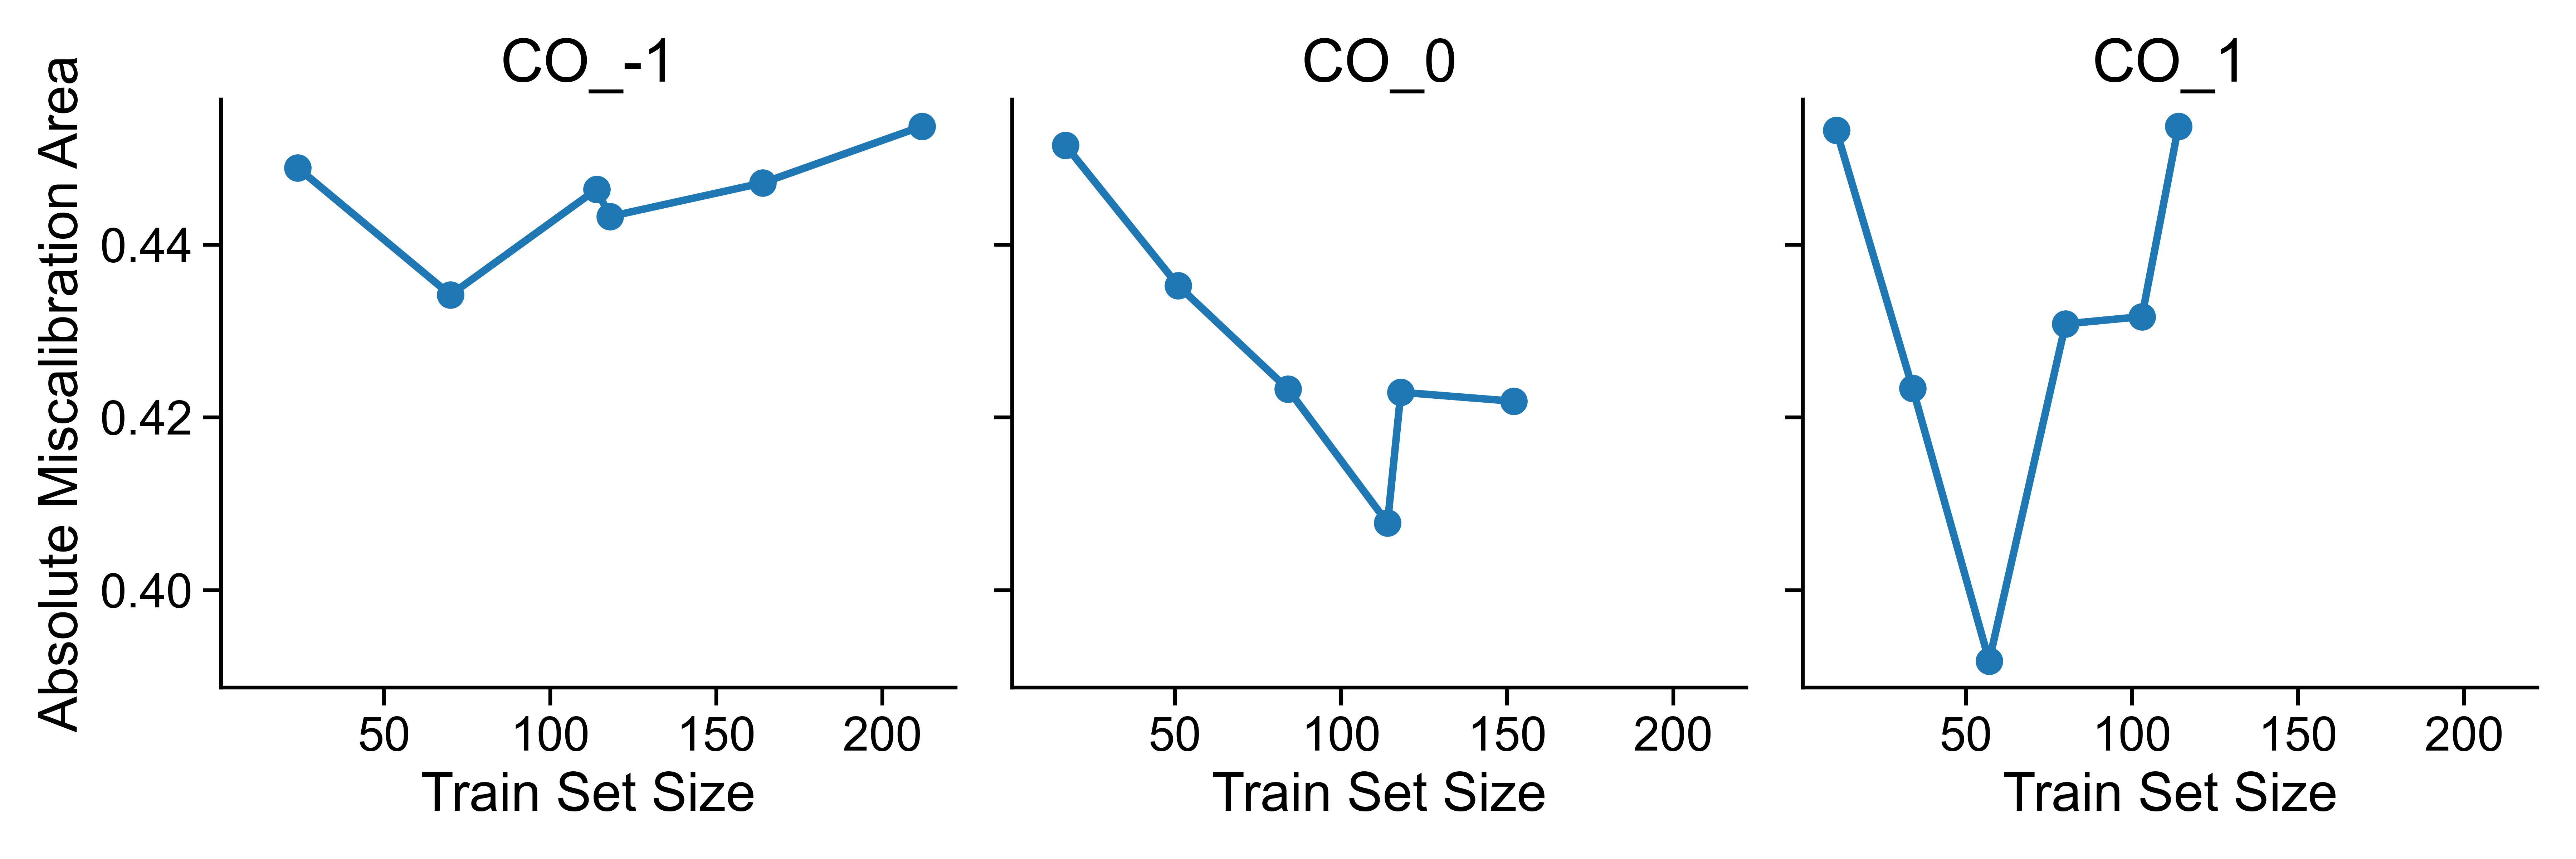 CO_-1
CO_0
CO_1
Absolute Miscalibration Area
0.44
0.42
0.40
50 100 150 200
50 100 150 200
50 100 150 200
Train Set Size
Train Set Size
Train Set Size